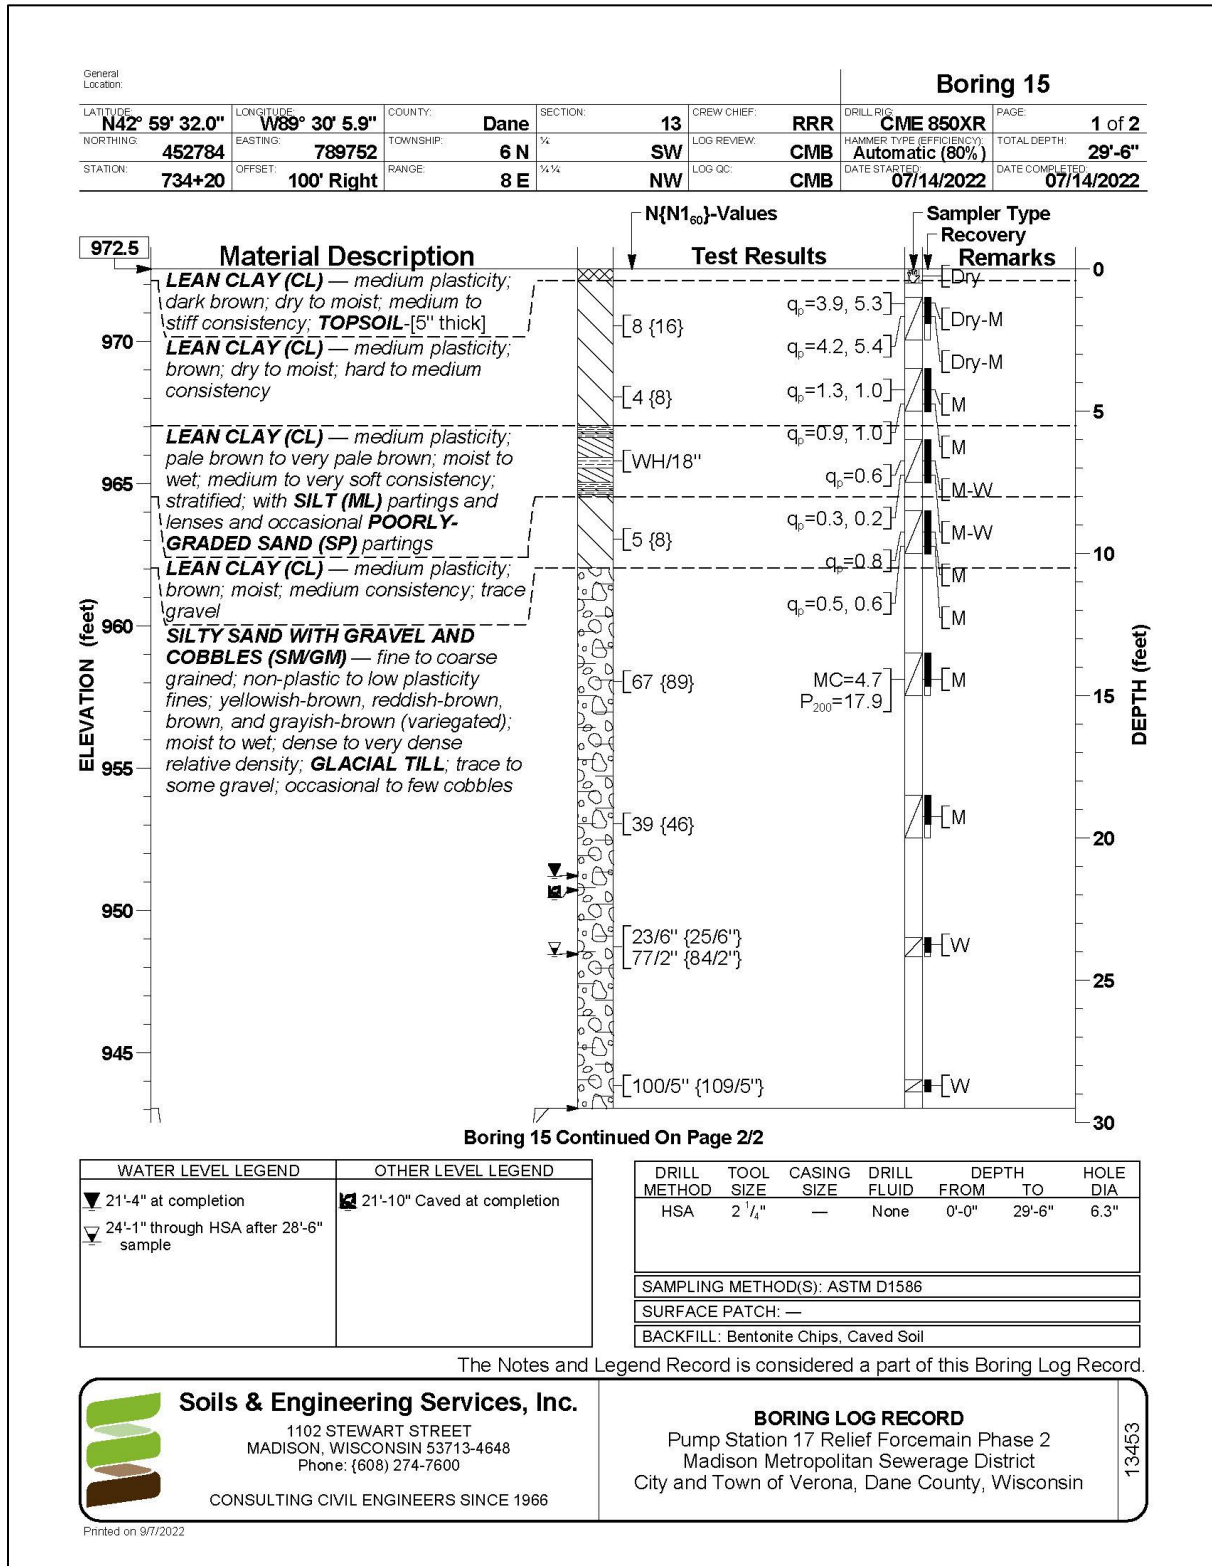 General
Location:
Boring 15
LATITUDE: N42° 59' 32.0" LONGITUDE: W89° 30' 5.9" COUNTY: Dane SECTION: 13 CREW CHIEF: RRR DRILL RIG: CME 850XR PAGE: 1 of 2
NORTHING: 452784 EASTING: 789752 TOWNSHIP: 6 N ¼: SW LOG REVIEW: CMB HAMMER TYPE (EFFICIENCY): Automatic (80%) TOTAL DEPTH: 29'-6"
STATION: 734+20 OFFSET: 100' Right RANGE: 8 E ¼ ¼: NW LOG QC: CMB DATE STARTED: 07/14/2022 DATE COMPLETED: 07/14/2022
N{N1₆₀}-Values
Sampler Type
Recovery
972.5
Material Description
Test Results
Remarks
ELEVATION (feet)
970
965
960
955
950
945
LEAN CLAY (CL) — medium plasticity;
dark brown; dry to moist; medium to
stiff consistency; TOPSOIL-[5" thick]
LEAN CLAY (CL) — medium plasticity;
brown; dry to moist; hard to medium
consistency
LEAN CLAY (CL) — medium plasticity;
pale brown to very pale brown; moist to
wet; medium to very soft consistency;
stratified; with SILT (ML) partings and
lenses and occasional POORLY-
GRADED SAND (SP) partings
LEAN CLAY (CL) — medium plasticity;
brown; moist; medium consistency; trace
gravel
SILTY SAND WITH GRAVEL AND
COBBLES (SM/GM) — fine to coarse
grained; non-plastic to low plasticity
fines; yellowish-brown, reddish-brown,
brown, and grayish-brown (variegated);
moist to wet; dense to very dense
relative density; GLACIAL TILL; trace to
some gravel; occasional to few cobbles
8 {16}
4 {8}
WH/18"
5 {8}
67 {89}
39 {46}
23/6" {25/6"}
77/2" {84/2"}
100/5" {109/5"}
qₚ=3.9, 5.3
qₚ=4.2, 5.4
qₚ=1.3, 1.0
qₚ=0.9, 1.0
qₚ=0.6
qₚ=0.3, 0.2
qₚ=0.8
qₚ=0.5, 0.6
MC=4.7
P₂₀₀=17.9
Dry
Dry-M
Dry-M
M
M
M-W
M-W
M
M
M
M
W
W
0
5
10
15
20
25
30
DEPTH (feet)
Boring 15 Continued On Page 2/2
WATER LEVEL LEGEND
21'-4" at completion
24'-1" through HSA after 28'-6"
sample
OTHER LEVEL LEGEND
21'-10" Caved at completion
DRILL METHOD TOOL SIZE CASING SIZE DRILL FLUID DEPTH FROM TO HOLE DIA
HSA 2 ¹/₄" — None 0'-0" 29'-6" 6.3"
SAMPLING METHOD(S): ASTM D1586
SURFACE PATCH: —
BACKFILL: Bentonite Chips, Caved Soil
The Notes and Legend Record is considered a part of this Boring Log Record.
Soils & Engineering Services, Inc.
1102 STEWART STREET
MADISON, WISCONSIN 53713-4648
Phone: (608) 274-7600
CONSULTING CIVIL ENGINEERS SINCE 1966
BORING LOG RECORD
Pump Station 17 Relief Forcemain Phase 2
Madison Metropolitan Sewerage District
City and Town of Verona, Dane County, Wisconsin
13453
Printed on 9/7/2022